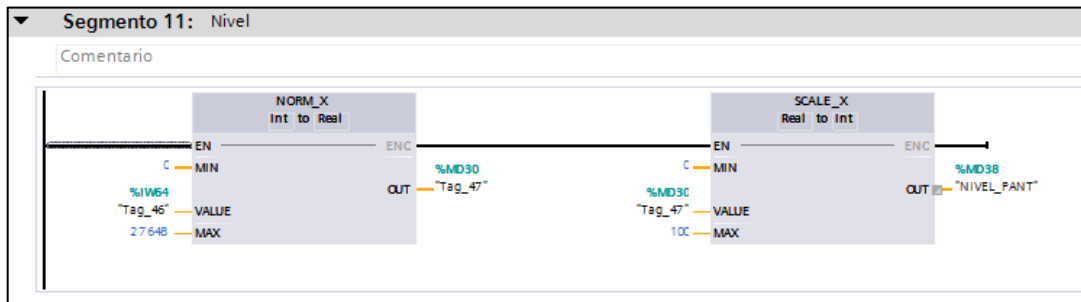 Segmento 11: Nivel
Comentario
NORM_X
Int to Real
EN
ENO
0
MIN
%MD30
"Tag_47"
OUT
%IW64
"Tag_46"
VALUE
27648
MAX
SCALE_X
Real to Int
EN
ENO
0
MIN
%MD38
"NIVEL_PANT"
OUT
%MD30
"Tag_47"
VALUE
100
MAX